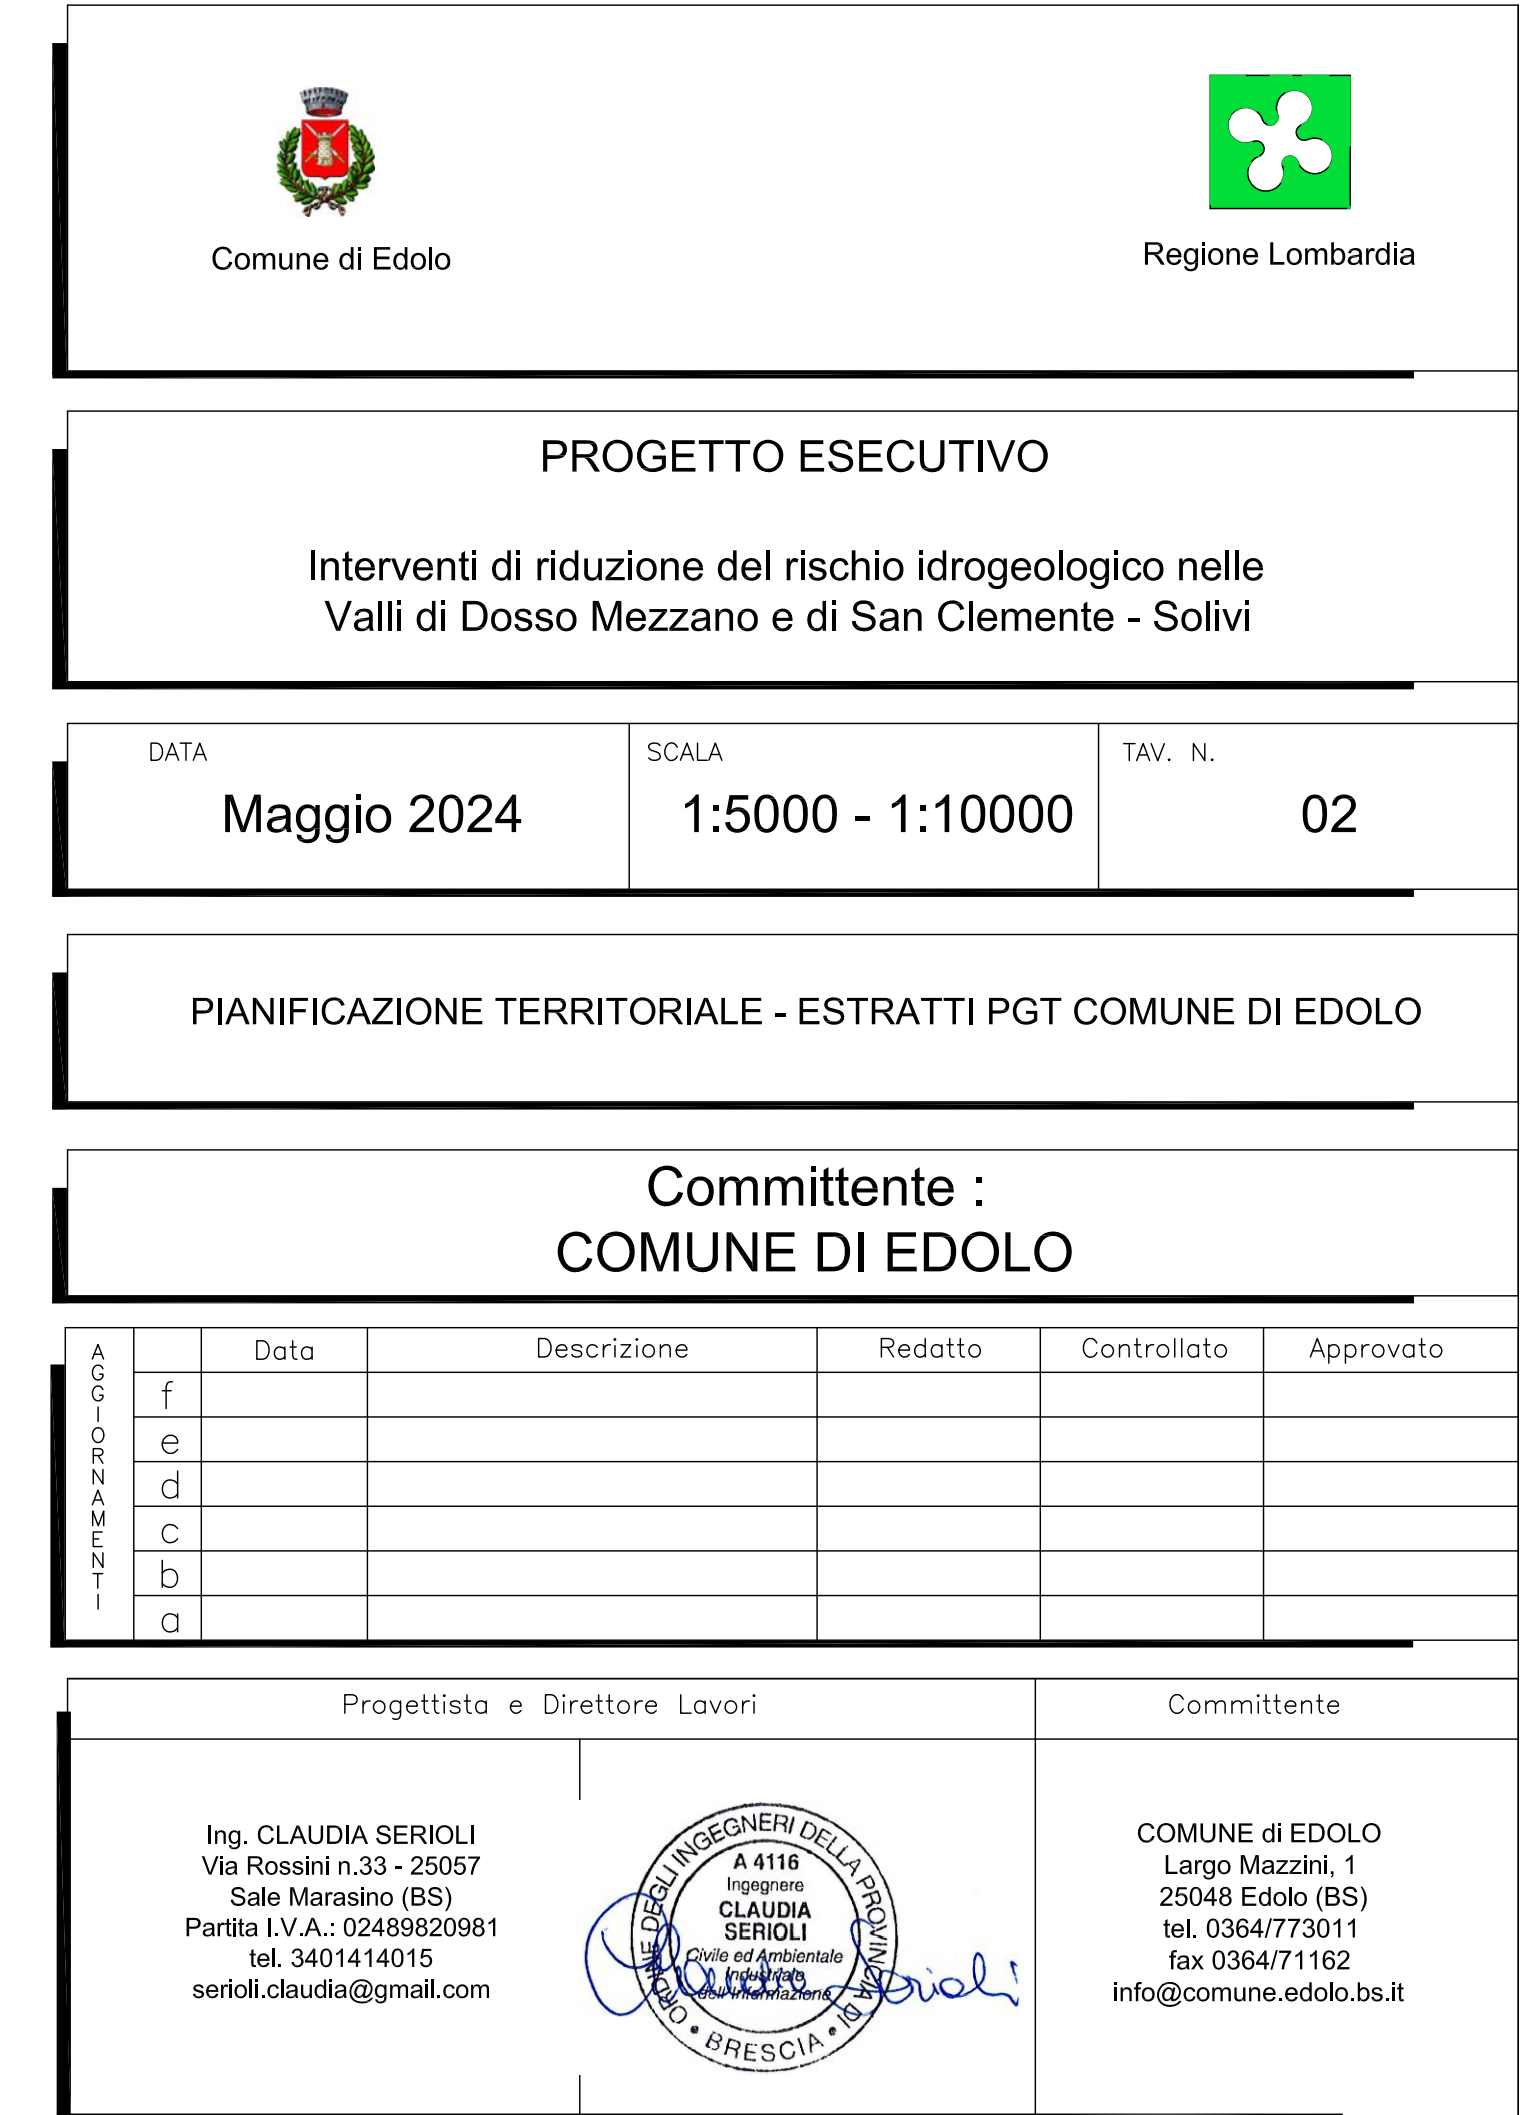 Comune di Edolo
Regione Lombardia
PROGETTO ESECUTIVO
Interventi di riduzione del rischio idrogeologico nelle
Valli di Dosso Mezzano e di San Clemente - Solivi
DATA
Maggio 2024
SCALA
1:5000 - 1:10000
TAV. N.
02
PIANIFICAZIONE TERRITORIALE - ESTRATTI PGT COMUNE DI EDOLO
Committente :
COMUNE DI EDOLO
AGGIORNAMENTI
Data Descrizione Redatto Controllato Approvato
f
e
d
c
b
a
Progettista e Direttore Lavori
Committente
Ing. CLAUDIA SERIOLI
Via Rossini n.33 - 25057
Sale Marasino (BS)
Partita I.V.A.: 02489820981
tel. 3401414015
serioli.claudia@gmail.com
ORDINE DEGLI INGEGNERI DELLA PROVINCIA DI
BRESCIA
A 4116
Ingegnere
CLAUDIA
SERIOLI
Civile ed Ambientale
Industriale
dell'Informazione
Claudia Serioli
COMUNE di EDOLO
Largo Mazzini, 1
25048 Edolo (BS)
tel. 0364/773011
fax 0364/71162
info@comune.edolo.bs.it